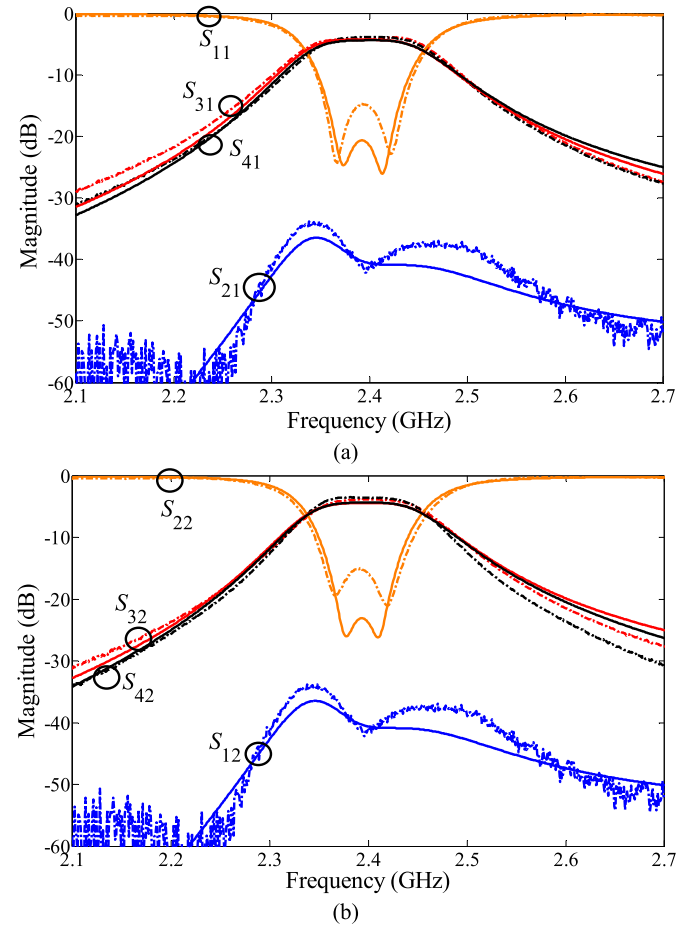 0
-10
-20
-30
-40
-50
-60
Magnitude (dB)
S11
S31
S41
S21
2.1 2.2 2.3 2.4 2.5 2.6 2.7
Frequency (GHz)
(a)
0
-10
-20
-30
-40
-50
-60
Magnitude (dB)
S22
S32
S42
S12
2.1 2.2 2.3 2.4 2.5 2.6 2.7
Frequency (GHz)
(b)